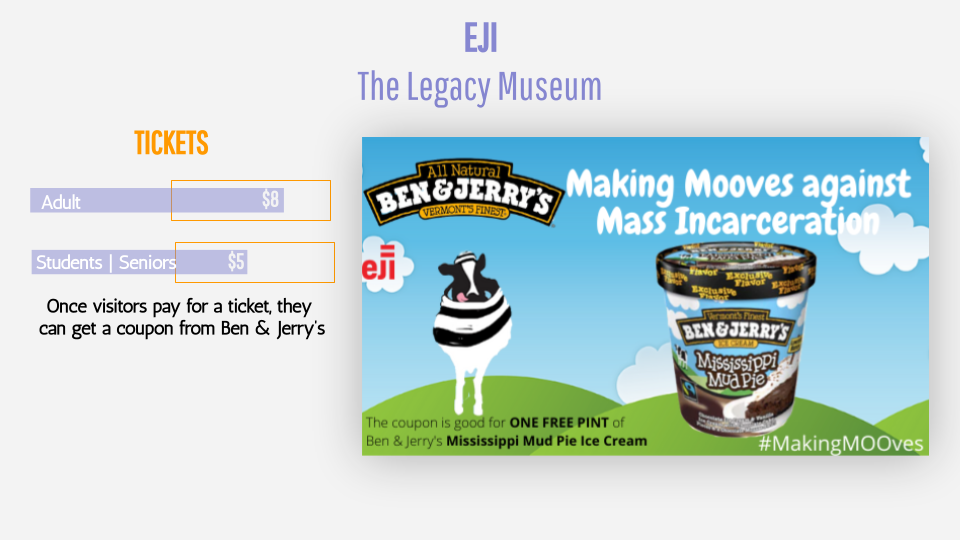 EJI
The Legacy Museum
TICKETS
Adult $8
Students | Seniors $5
Once visitors pay for a ticket, they
can get a coupon from Ben & Jerry's
All Natural
BEN & JERRY'S
VERMONT'S FINEST
Making Mooves against
Mass Incarceration
eji
Exclusive
Flavor
Exclusive
Flavor
Vermont's Finest
BEN & JERRY'S
ICE CREAM
Mississippi
Mud Pie
The coupon is good for ONE FREE PINT of
Ben & Jerry's Mississippi Mud Pie Ice Cream
#MakingMOOves